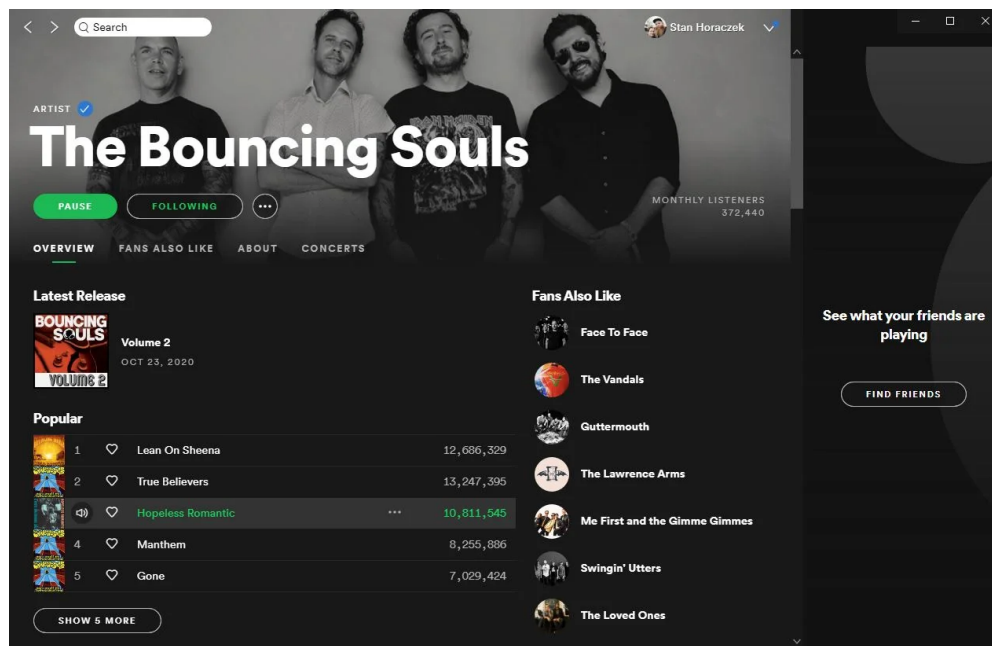 Search
Stan Horaczek
ARTIST
The Bouncing Souls
PAUSE
FOLLOWING
MONTHLY LISTENERS
372,440
OVERVIEW FANS ALSO LIKE ABOUT CONCERTS
Latest Release
BOUNCING
SOULS
VOLUME 2
Volume 2
OCT 23, 2020
Popular
1 Lean On Sheena 12,686,329
2 True Believers 13,247,395
Hopeless Romantic 10,811,545
4 Manthem 8,255,886
5 Gone 7,029,424
SHOW 5 MORE
Fans Also Like
Face To Face
The Vandals
Guttermouth
The Lawrence Arms
Me First and the Gimme Gimmes
Swingin' Utters
The Loved Ones
See what your friends are
playing
FIND FRIENDS